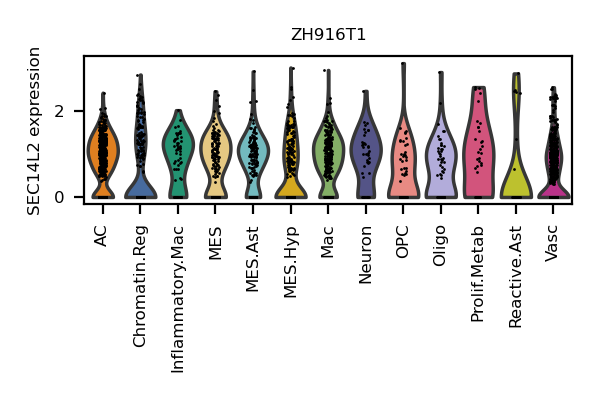 ZH916T1
SEC14L2 expression
2
0
AC
Chromatin.Reg
Inflammatory.Mac
MES
MES.Ast
MES.Hyp
Mac
Neuron
OPC
Oligo
Prolif.Metab
Reactive.Ast
Vasc